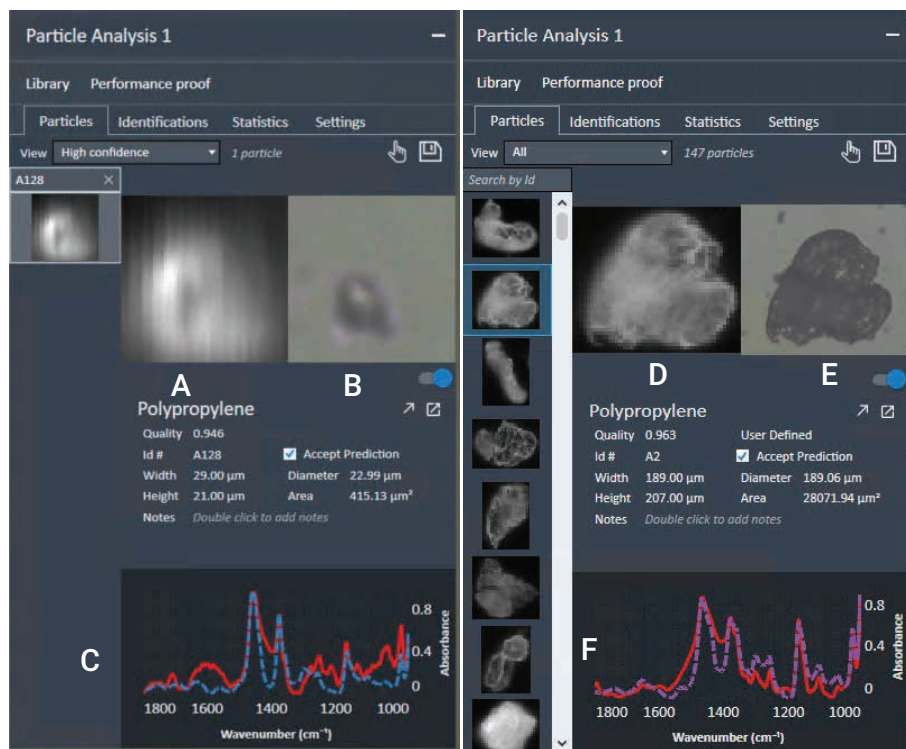 Particle Analysis 1
Library Performance proof
Particles Identifications Statistics Settings
View High confidence 1 particle
A128
A B
Polypropylene
Quality 0.946
Id # A128 Accept Prediction
Width 29.00 µm Diameter 22.99 µm
Height 21.00 µm Area 415.13 µm²
Notes Double click to add notes
C
0.8
0.4
0
Absorbance
1800 1600 1400 1200 1000
Wavenumber (cm⁻¹)
Particle Analysis 1
Library Performance proof
Particles Identifications Statistics Settings
View All 147 particles
Search by Id
D E
Polypropylene
Quality 0.963 User Defined
Id # A2 Accept Prediction
Width 189.00 µm Diameter 189.06 µm
Height 207.00 µm Area 28071.94 µm²
Notes Double click to add notes
F
0.8
0.4
0
Absorbance
1800 1600 1400 1200 1000
Wavenumber (cm⁻¹)